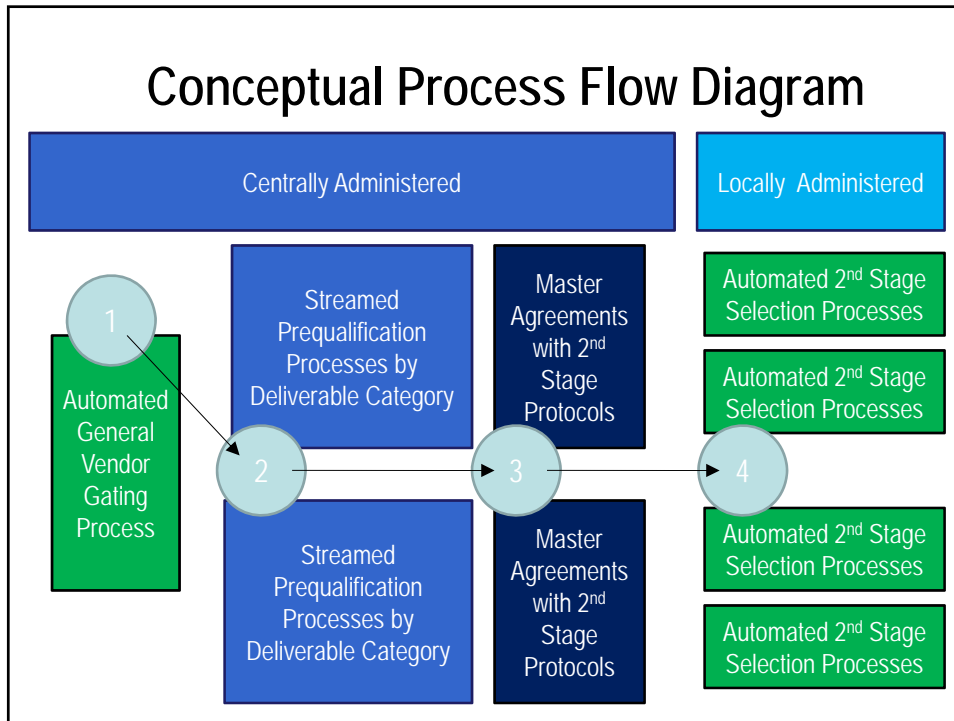 Conceptual Process Flow Diagram
Centrally Administered
Locally Administered
1
Automated
General
Vendor
Gating
Process
2
Streamed
Prequalification
Processes by
Deliverable Category
Streamed
Prequalification
Processes by
Deliverable Category
3
Master
Agreements
with 2nd
Stage
Protocols
Master
Agreements
with 2nd
Stage
Protocols
4
Automated 2nd Stage
Selection Processes
Automated 2nd Stage
Selection Processes
Automated 2nd Stage
Selection Processes
Automated 2nd Stage
Selection Processes